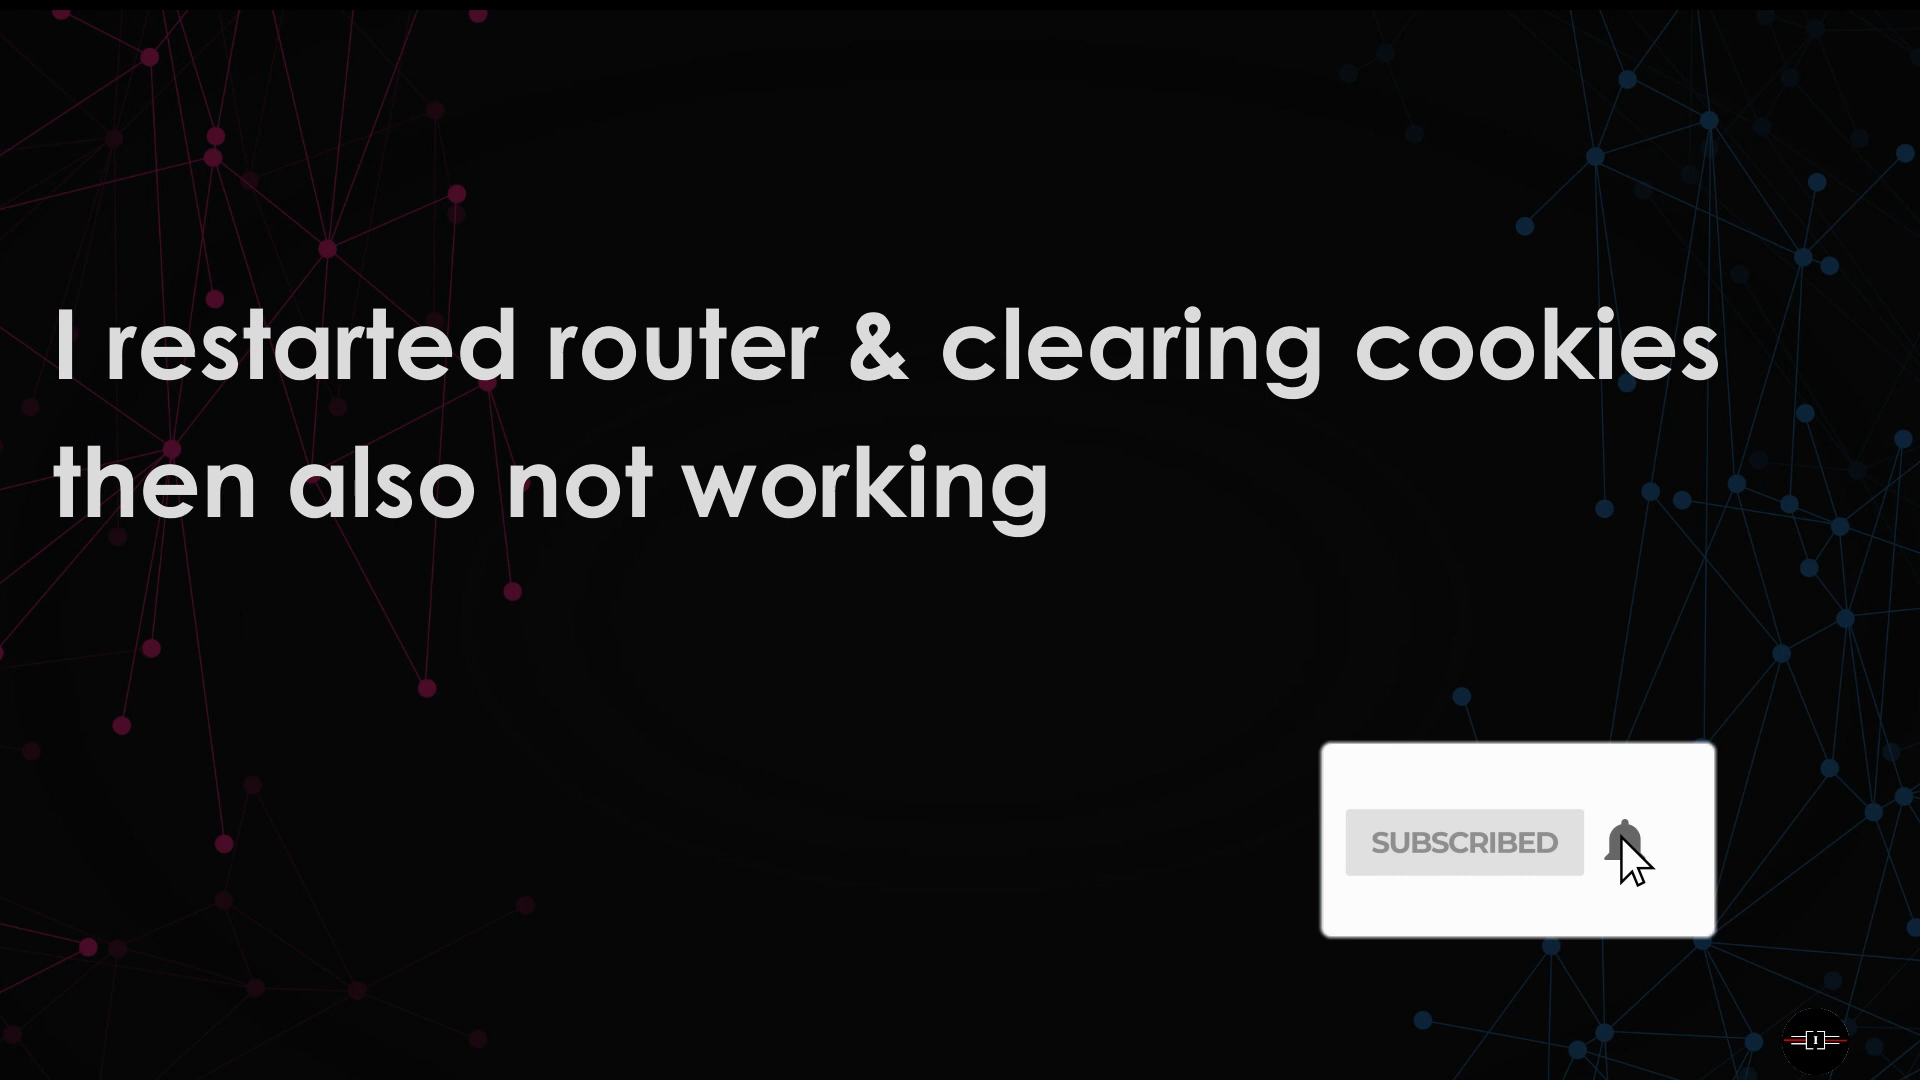 I restarted router & clearing cookies
then also not working
SUBSCRIBED
I